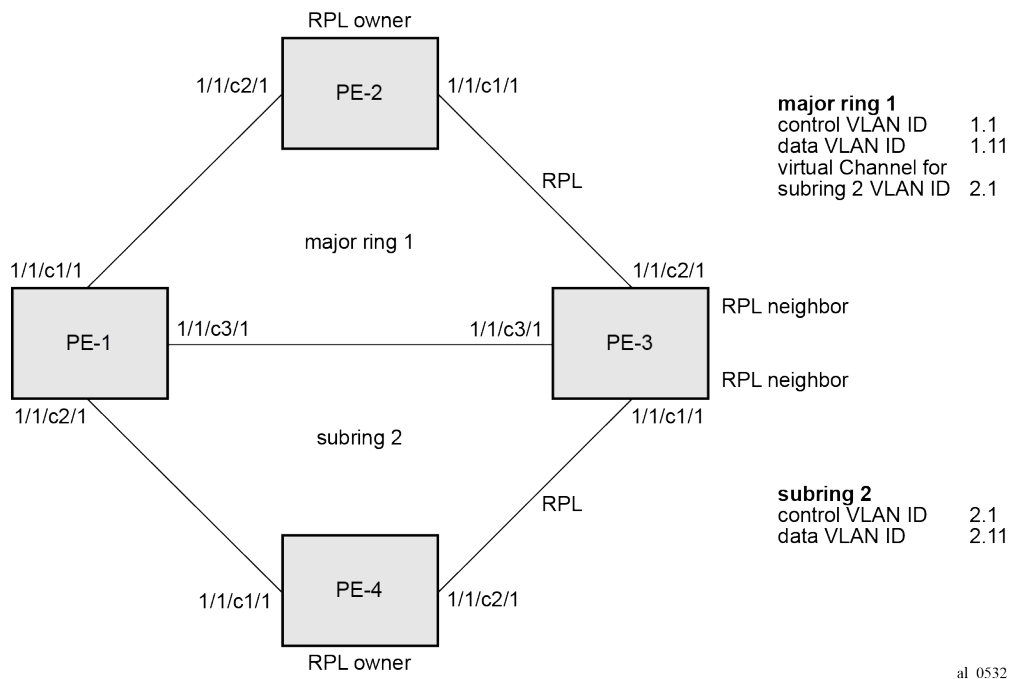 RPL owner
1/1/c2/1
PE-2
1/1/c1/1
major ring 1
control VLAN ID 1.1
data VLAN ID 1.11
virtual Channel for
subring 2 VLAN ID 2.1
RPL
major ring 1
1/1/c1/1
1/1/c2/1
PE-1
1/1/c3/1
1/1/c3/1
PE-3
RPL neighbor
RPL neighbor
1/1/c2/1
1/1/c1/1
subring 2
RPL
subring 2
control VLAN ID 2.1
data VLAN ID 2.11
1/1/c1/1
PE-4
1/1/c2/1
RPL owner
al_0532